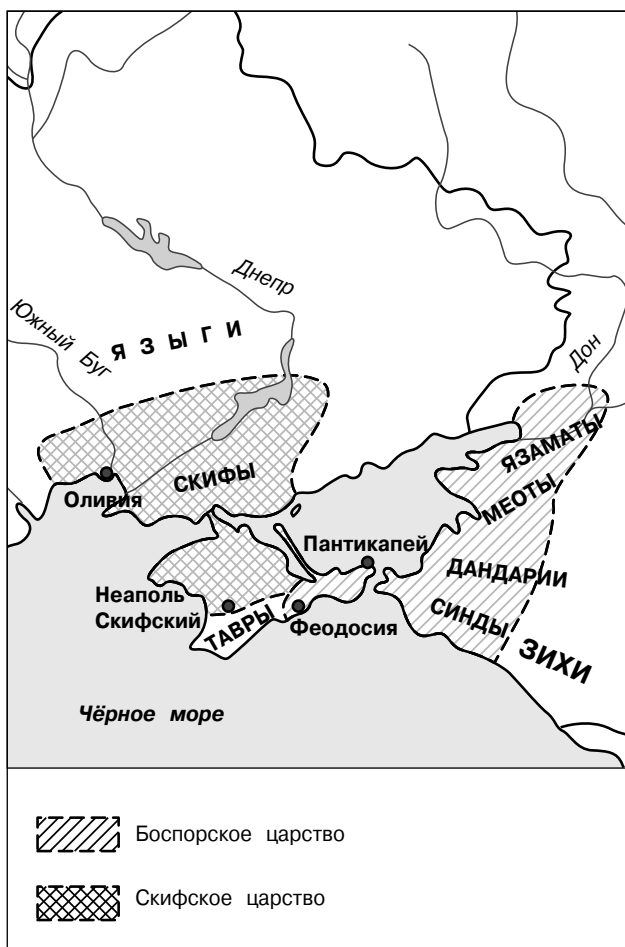 Днепр
Южный Буг
ЯЗЫГИ
Дон
ЯЗАМАТЫ
СКИФЫ
Оливия
МЕОТЫ
Пантикапей
ДАНДАРИИ
Неаполь
Скифский
ТАВРЫ
Феодосия
СИНДЫ
ЗИХИ
Чёрное море
Боспорское царство
Скифское царство